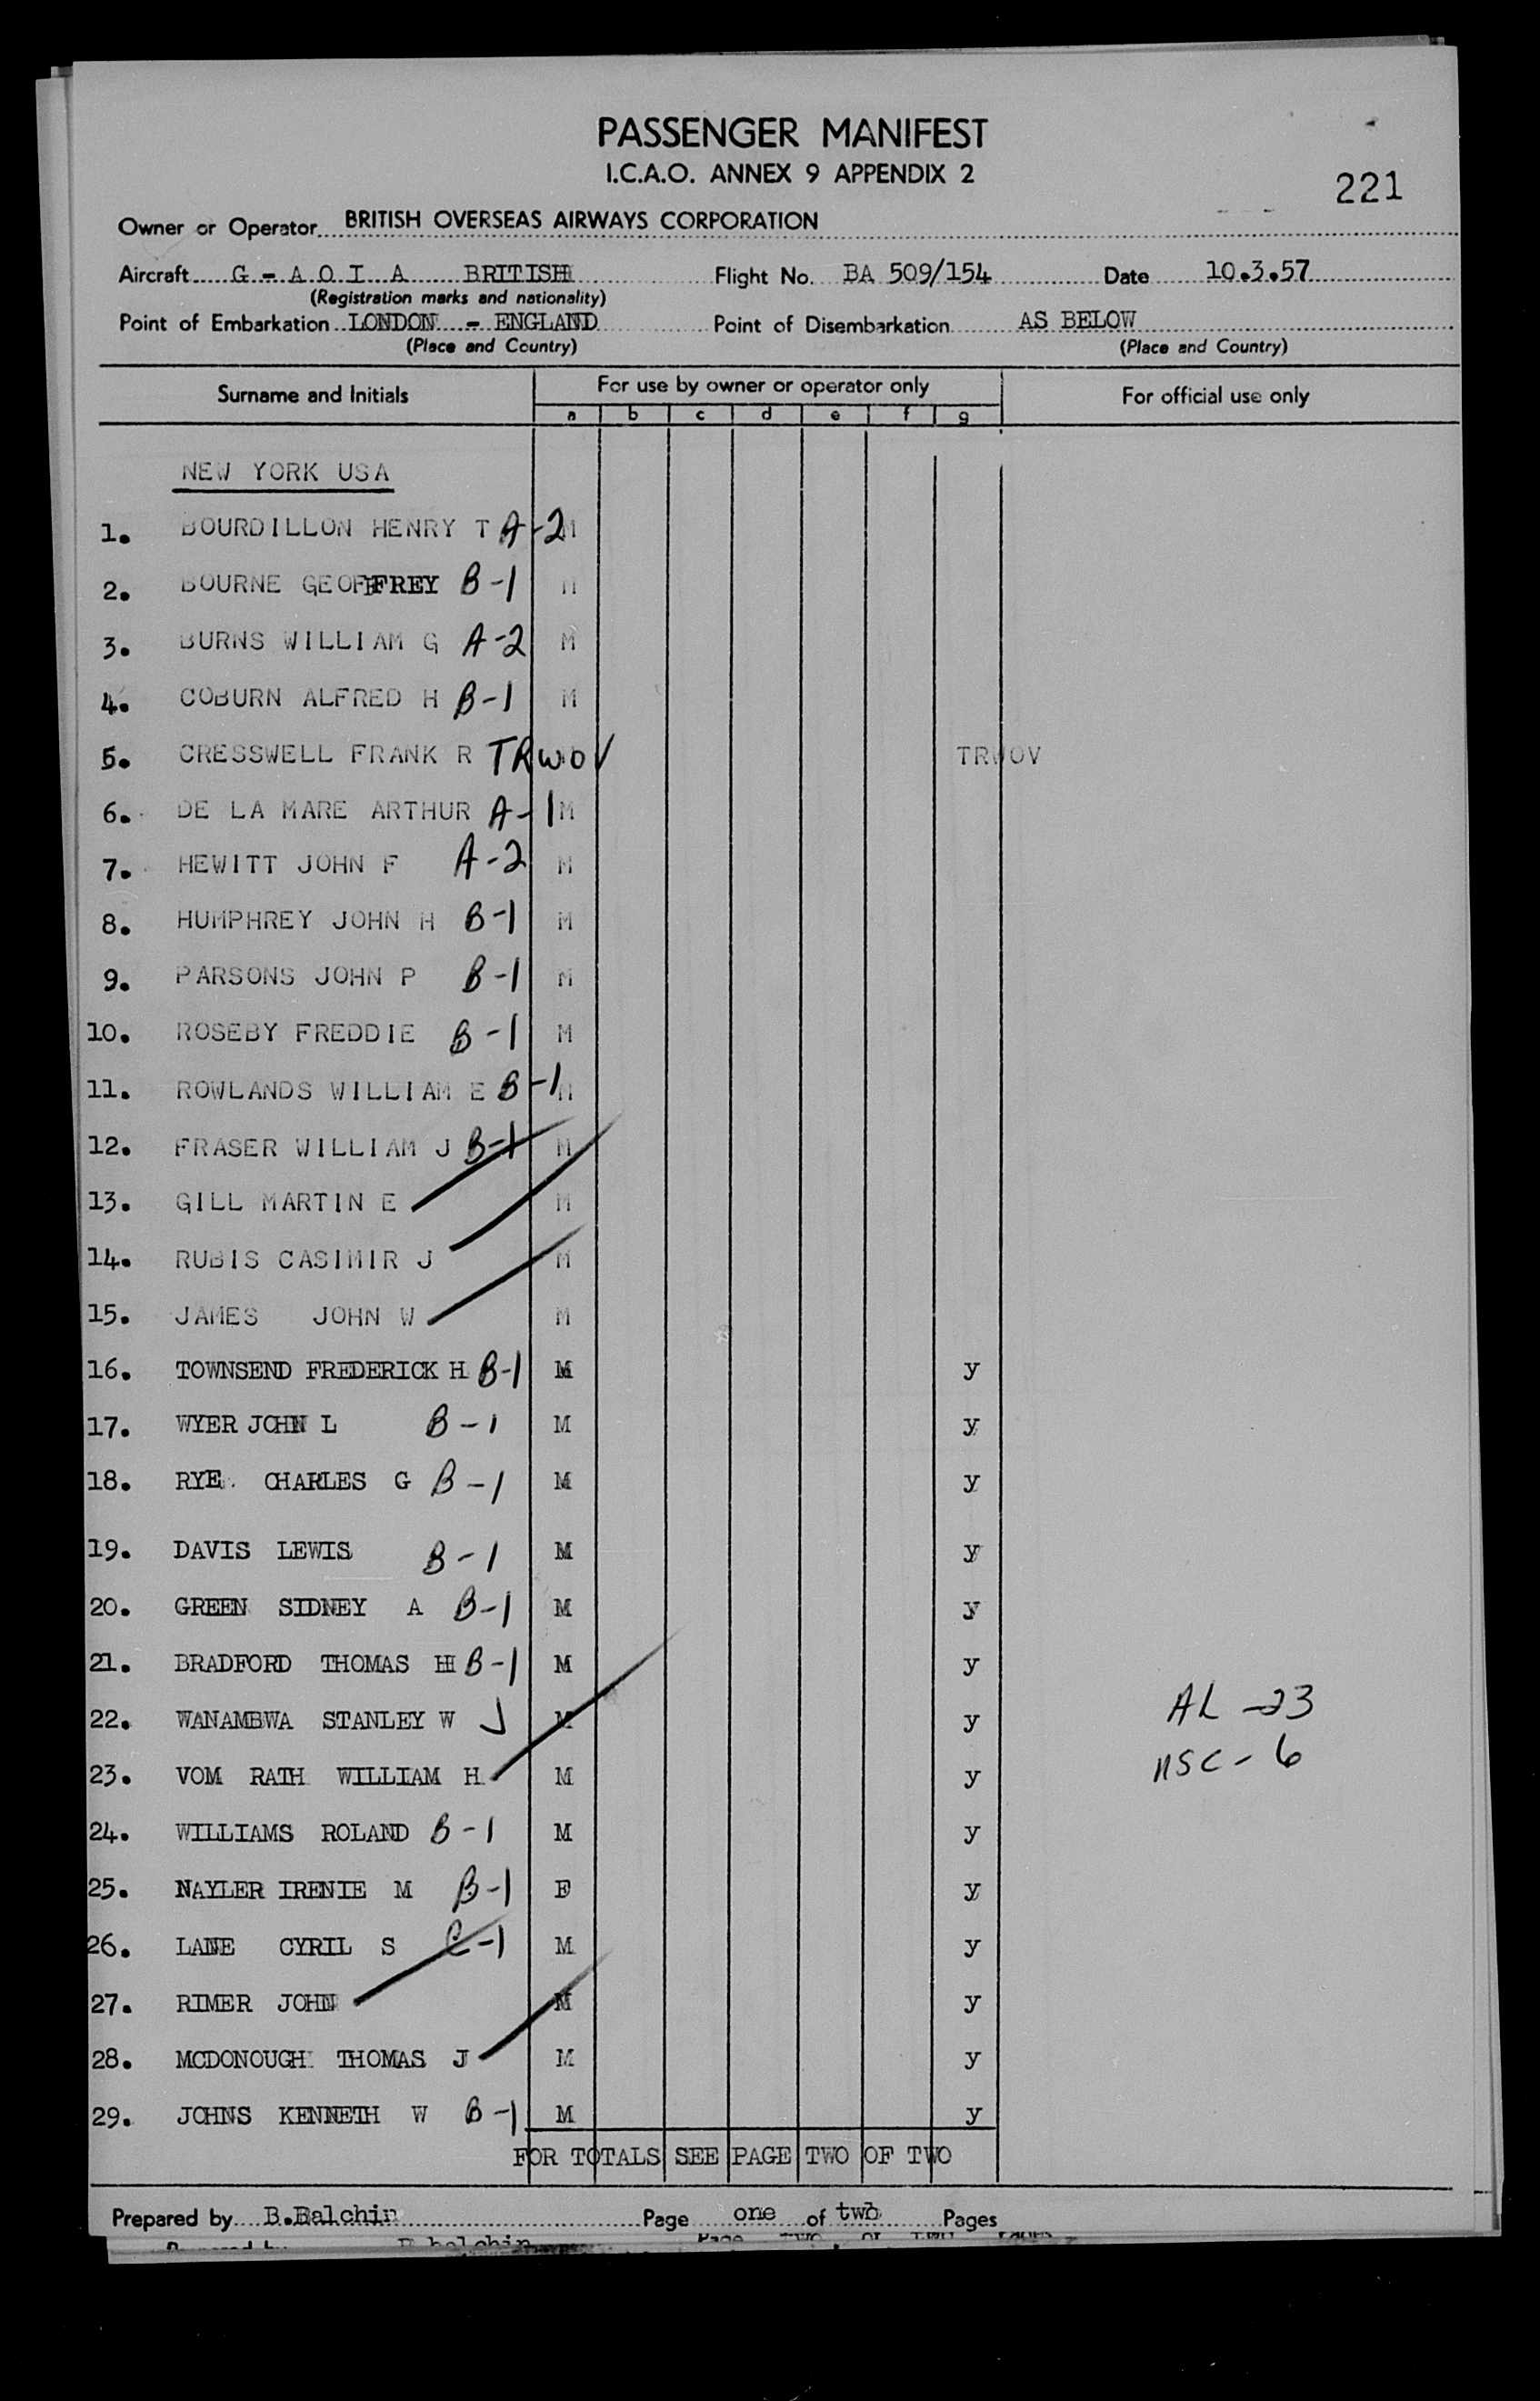 PASSENGER MANIFEST
I.C.A.O. ANNEX 9 APPENDIX 2
221
Owner or Operator BRITISH OVERSEAS AIRWAYS CORPORATION
Aircraft G - A O I A BRITISH Flight No. BA 509/154 Date 10.3.57
(Registration marks and nationality)
Point of Embarkation LONDON - ENGLAND Point of Disembarkation AS BELOW
(Place and Country) (Place and Country)
Surname and Initials For use by owner or operator only For official use only
a b c d e f g
NEW YORK USA
1. BOURDILLON HENRY T A-2 M
2. BOURNE GEOFFREY B-1 M
3. BURNS WILLIAM G A-2 M
4. COBURN ALFRED H B-1 M
5. CRESSWELL FRANK R TRWOV TRWOV
6. DE LA MARE ARTHUR A-1 M
7. HEWITT JOHN F A-2 M
8. HUMPHREY JOHN H B-1 M
9. PARSONS JOHN P B-1 M
10. ROSEBY FREDDIE B-1 M
11. ROWLANDS WILLIAM E B-1 M
12. FRASER WILLIAM J B-1 M
13. GILL MARTIN E M
14. RUBIS CASIMIR J M
15. JAMES JOHN W M
16. TOWNSEND FREDERICK H B-1 M y
17. WYER JOHN L B-1 M y
18. RYE CHARLES G B-1 M y
19. DAVIS LEWIS B-1 M y
20. GREEN SIDNEY A B-1 M y
21. BRADFORD THOMAS H B-1 M y
22. WANAMBWA STANLEY W J M y
AL -23
23. VOM RATH WILLIAM H M y
nSC - 6
24. WILLIAMS ROLAND B-1 M y
25. NAYLER IRENIE M B-1 F y
26. LANE CYRIL S C-1 M y
27. RIMER JOHN M y
28. MCDONOUGH THOMAS J M y
29. JOHNS KENNETH W B-1 M y
FOR TOTALS SEE PAGE TWO OF TWO
Prepared by B.Balchin Page one of two Pages